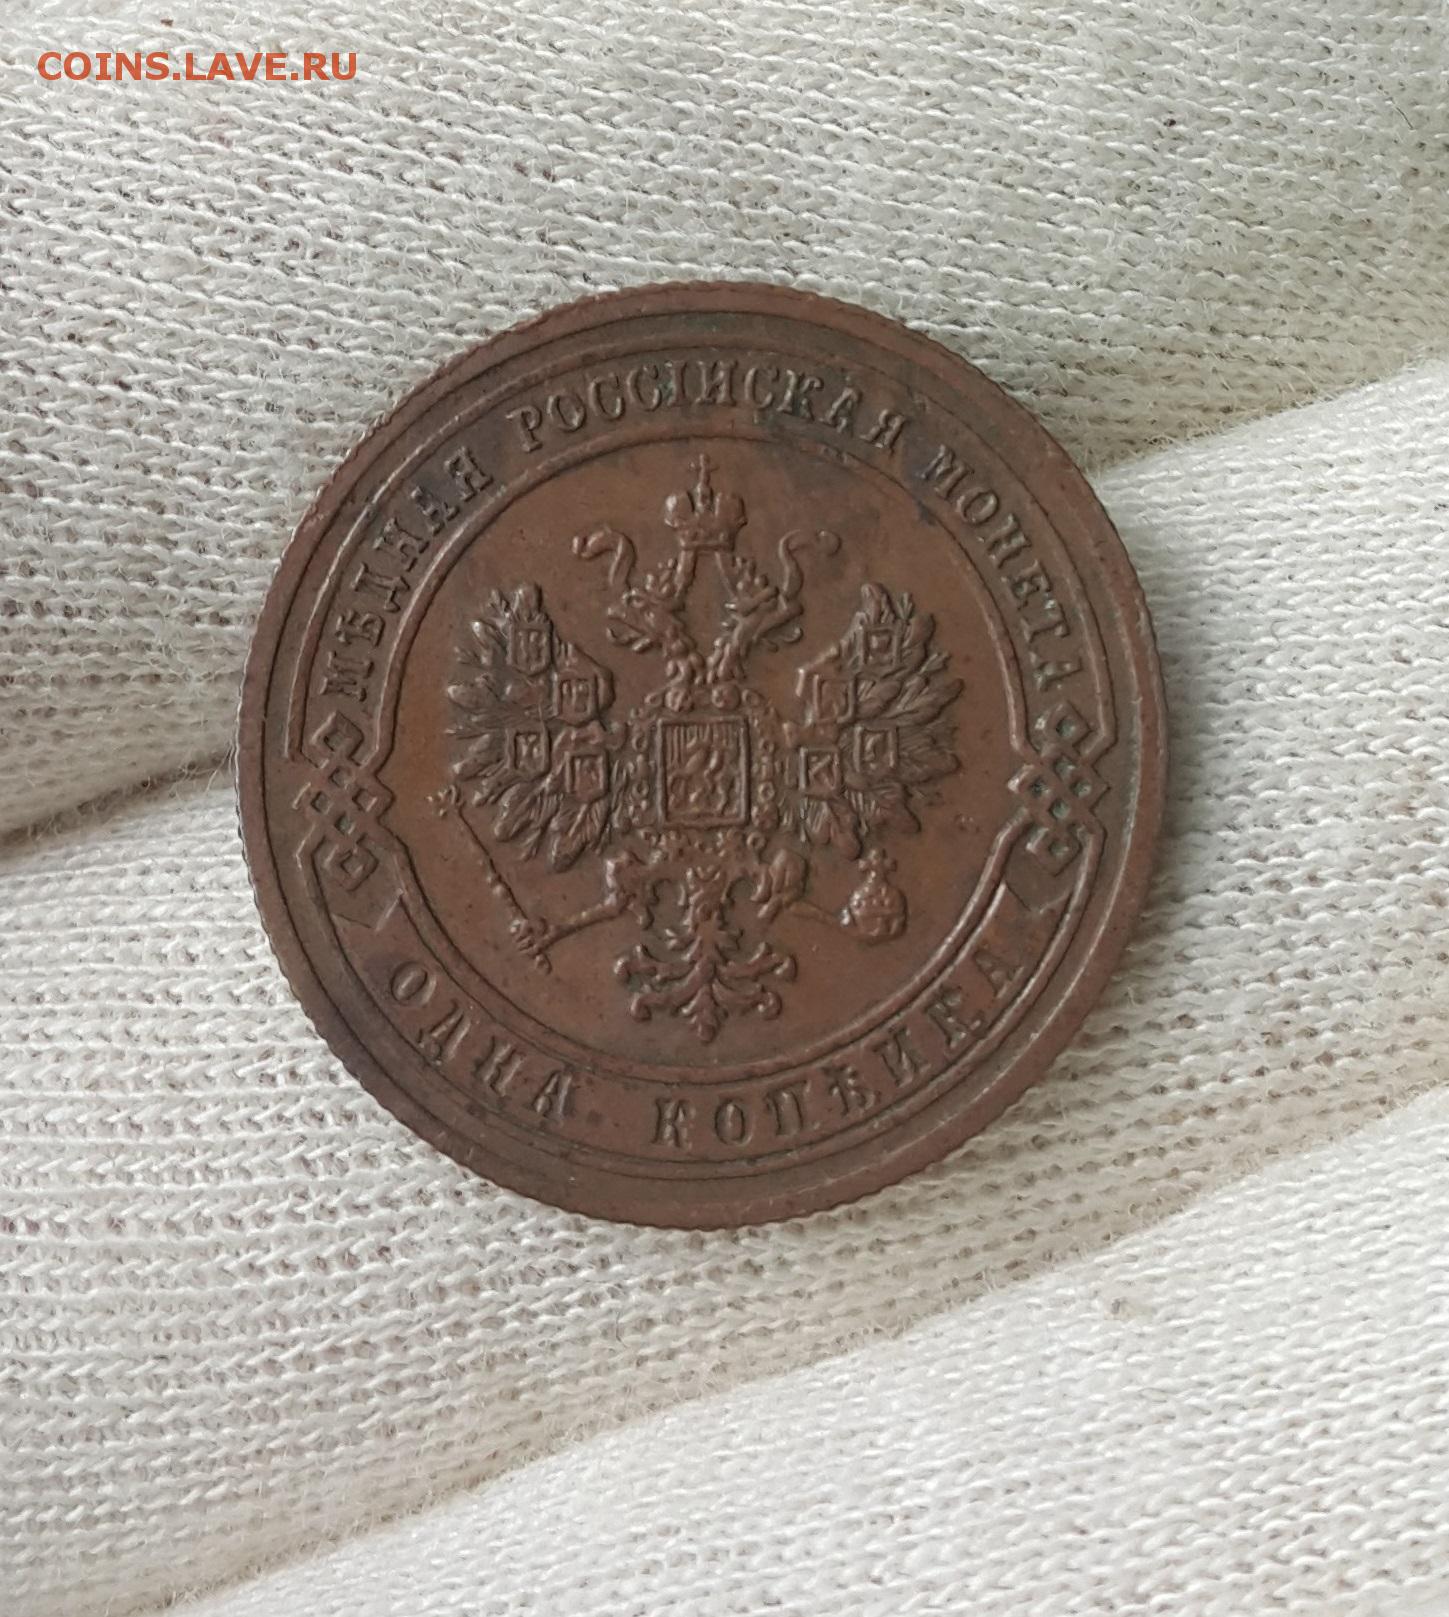 COINS.LAVE.RU
МѢДНАЯ РОССІЙСКАЯ МОНЕТА
ОДНА КОПѢЙКА